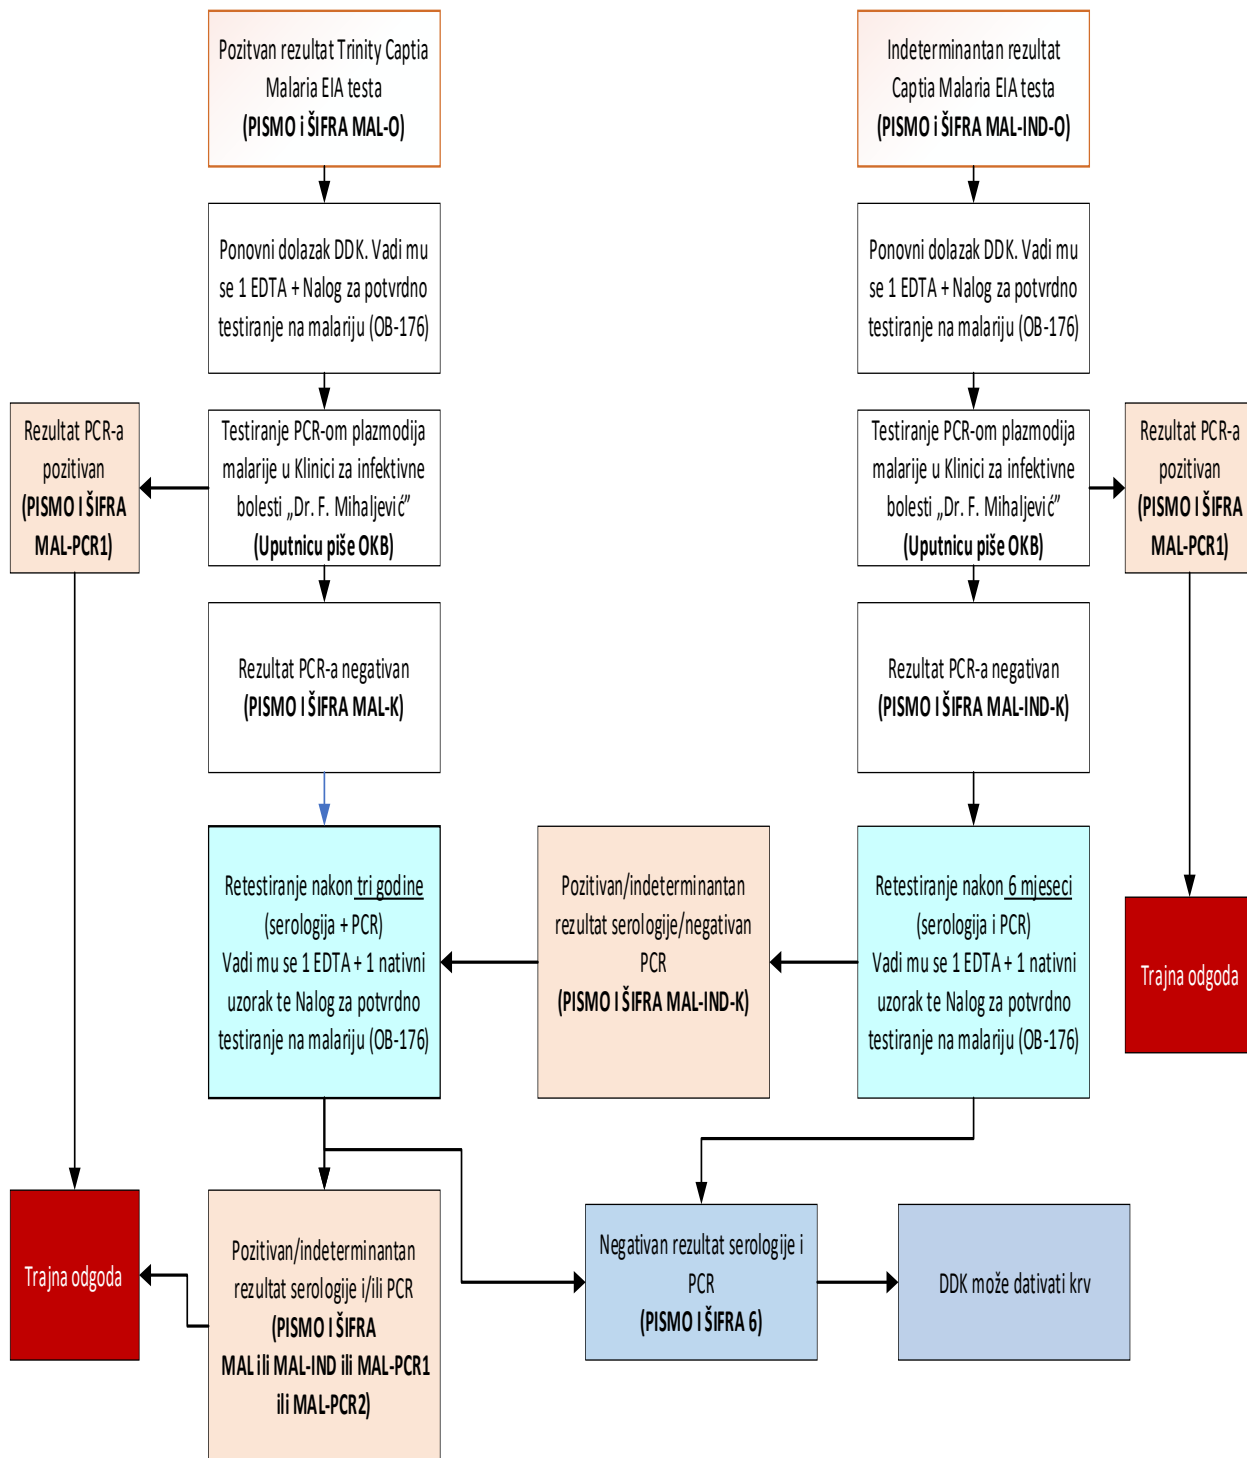 Pozitvan rezultat Trinity Captia
Malaria EIA testa
(PISMO i ŠIFRA MAL-O)
Indeterminantan rezultat
Captia Malaria EIA testa
(PISMO i ŠIFRA MAL-IND-O)
Ponovni dolazak DDK. Vadi mu
se 1 EDTA + Nalog za potvrdno
testiranje na malariju (OB-176)
Ponovni dolazak DDK. Vadi mu
se 1 EDTA + Nalog za potvrdno
testiranje na malariju (OB-176)
Rezultat PCR-a
pozitivan
(PISMO I ŠIFRA
MAL-PCR1)
Testiranje PCR-om plazmodija
malarije u Klinici za infektivne
bolesti „Dr. F. Mihaljević”
(Uputnicu piše OKB)
Testiranje PCR-om plazmodija
malarije u Klinici za infektivne
bolesti „Dr. F. Mihaljević”
(Uputnicu piše OKB)
Rezultat PCR-a
pozitivan
(PISMO I ŠIFRA
MAL-PCR1)
Rezultat PCR-a negativan
(PISMO I ŠIFRA MAL-K)
Rezultat PCR-a negativan
(PISMO I ŠIFRA MAL-IND-K)
Retestiranje nakon tri godine
(serologija + PCR)
Vadi mu se 1 EDTA + 1 nativni
uzorak te Nalog za potvrdno
testiranje na malariju (OB-176)
Pozitivan/indeterminantan
rezultat serologije/negativan
PCR
(PISMO I ŠIFRA MAL-IND-K)
Retestiranje nakon 6 mjeseci
(serologija i PCR)
Vadi mu se 1 EDTA + 1 nativni
uzorak te Nalog za potvrdno
testiranje na malariju (OB-176)
Trajna odgoda
Trajna odgoda
Pozitivan/indeterminantan
rezultat serologije i/ili PCR
(PISMO I ŠIFRA
MAL ili MAL-IND ili MAL-PCR1
ili MAL-PCR2)
Negativan rezultat serologije i
PCR
(PISMO I ŠIFRA 6)
DDK može dativati krv